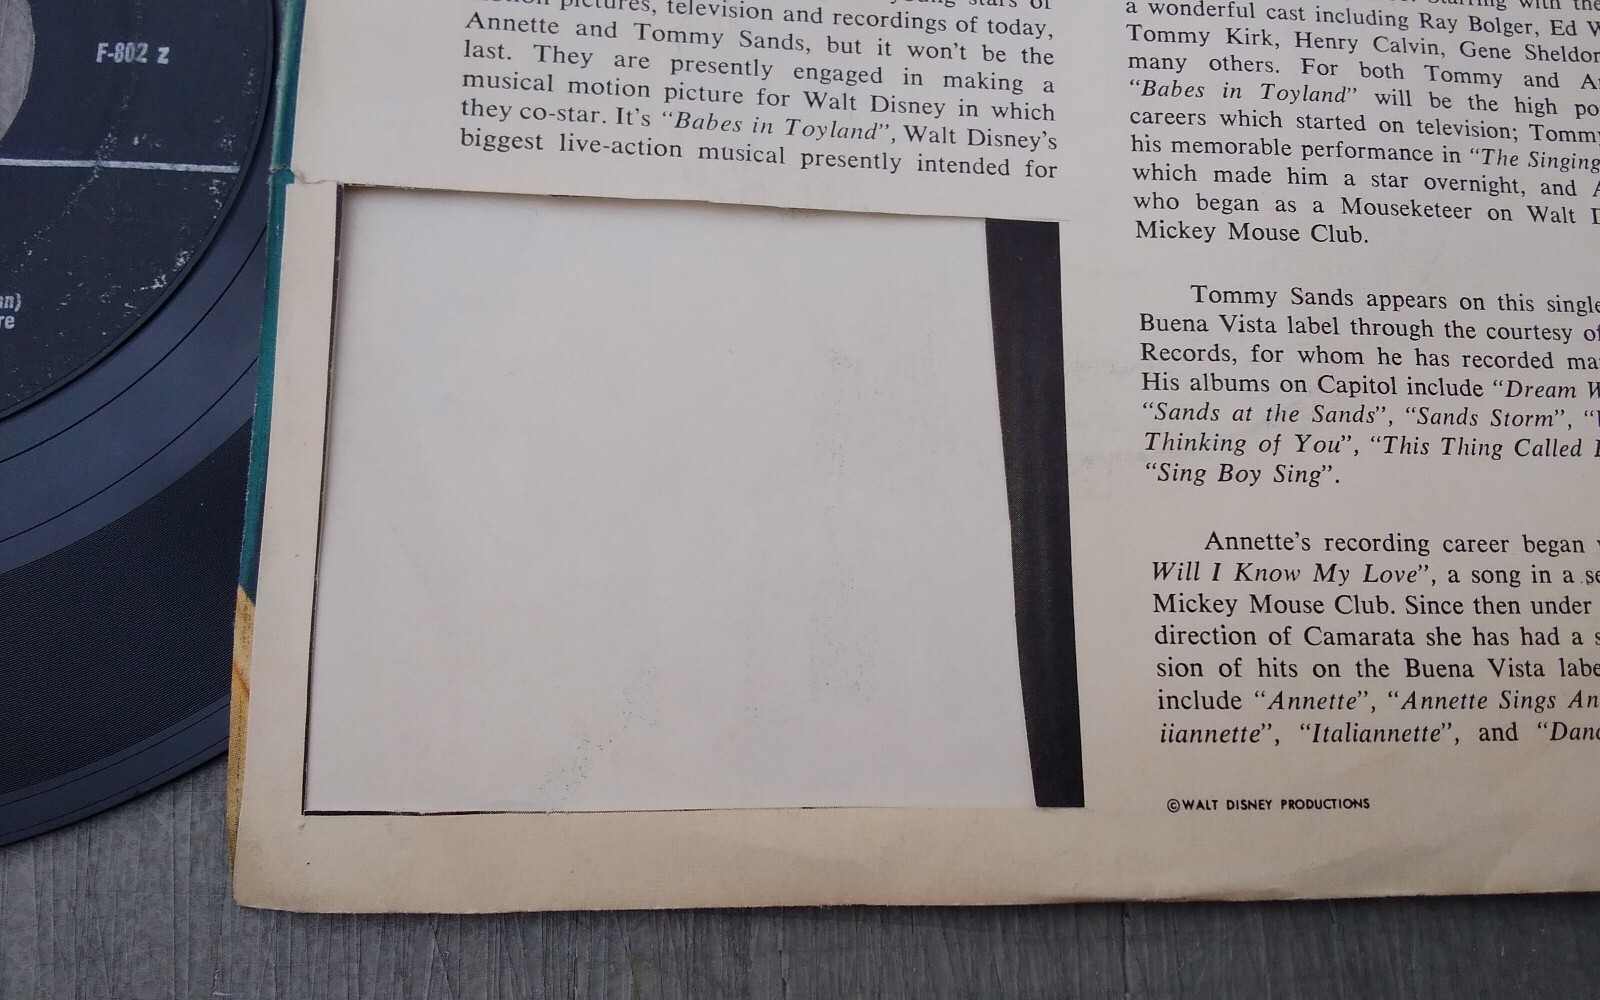 F-802 Z
pictures, television and recordings of today,
Annette and Tommy Sands, but it won't be the
last. They are presently engaged in making a
musical motion picture for Walt Disney in which
they co-star. It's "Babes in Toyland", Walt Disney's
biggest live-action musical presently intended for
a wonderful cast including Ray Bolger, Ed
Tommy Kirk, Henry Calvin, Gene
many others. For both Tommy and
"Babes in Toyland" will be the high
careers which started on television;
his memorable performance in "The Singing
which made him a star overnight, and
who began as a Mouseketeer on Walt
Mickey Mouse Club.
Tommy Sands appears on this
Buena Vista label through the courtesy
Records, for whom he has recorded
His albums on Capitol include "Dream
"Sands at the Sands", "Sands Storm",
Thinking of You", "This Thing Called
"Sing Boy Sing".
Annette's recording career began
Will I Know My Love", a song in a
Mickey Mouse Club. Since then under
direction of Camarata she has had a
sion of hits on the Buena Vista
include "Annette", "Annette Sings
iiannette", "Italiannette", and
©WALT DISNEY PRODUCTIONS